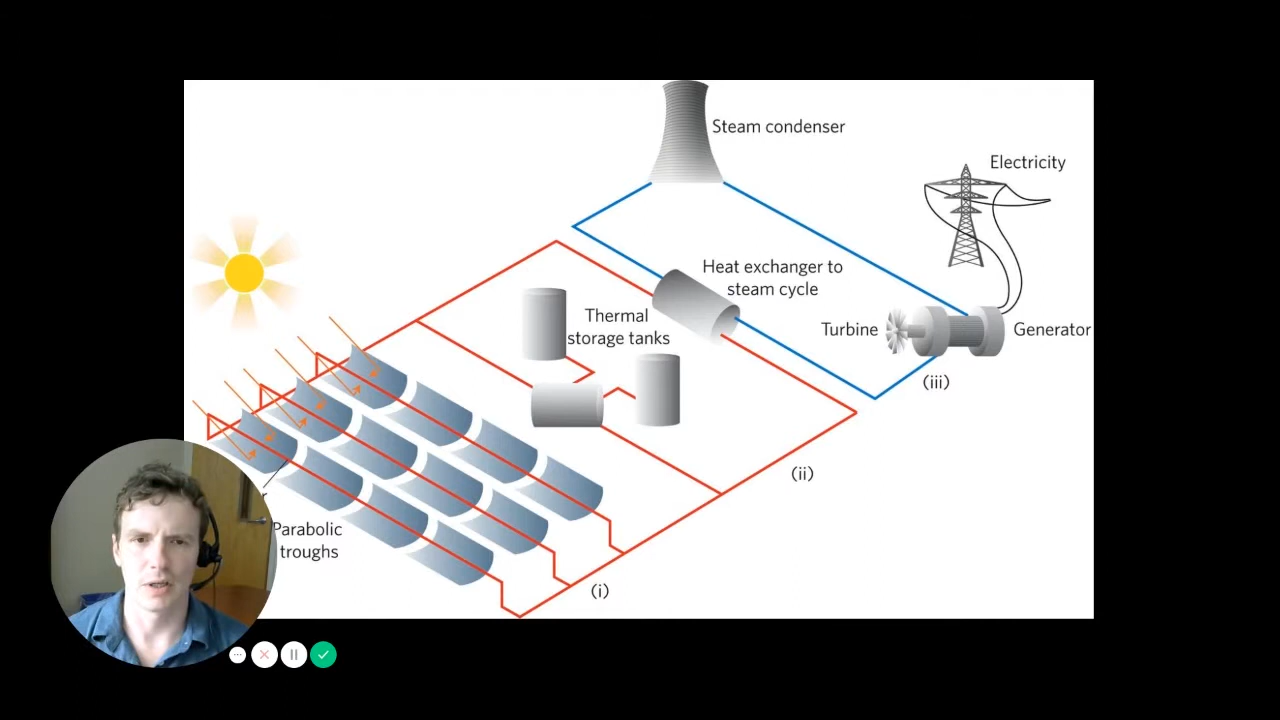 Steam condenser
Electricity
Heat exchanger to
steam cycle
Thermal
storage tanks
Turbine
Generator
(iii)
(ii)
Parabolic
troughs
(i)